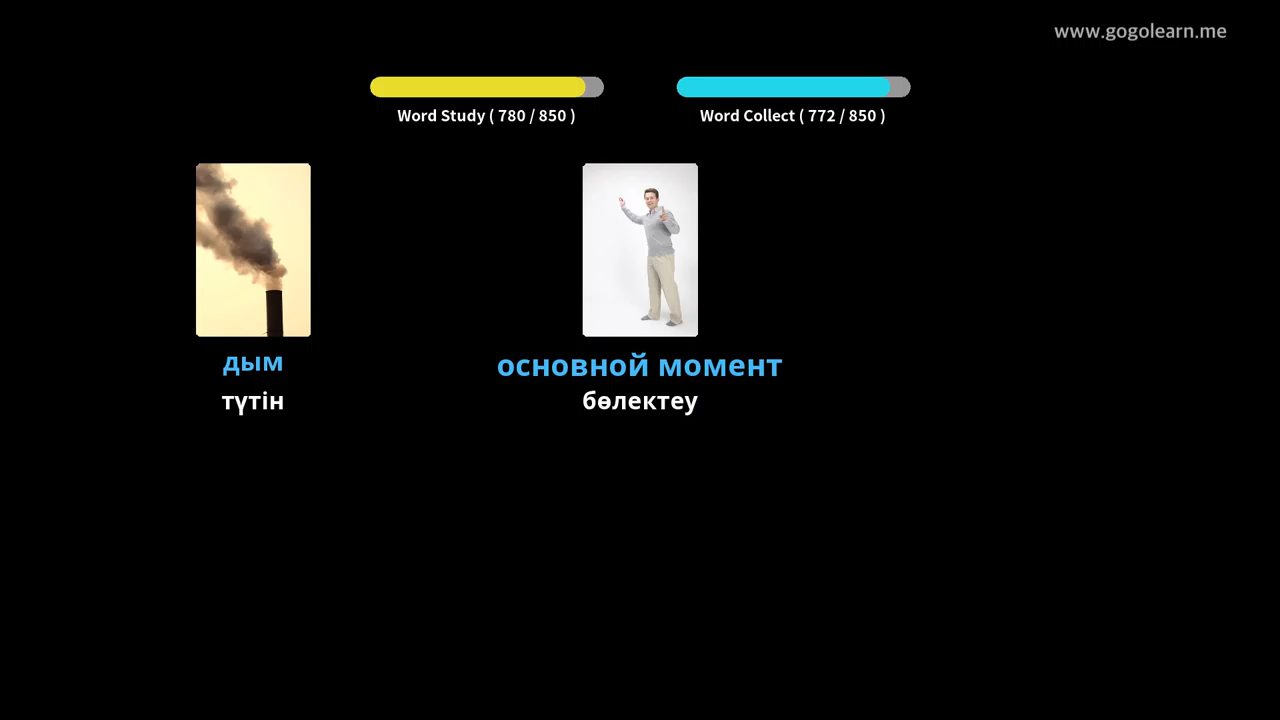 www.gogolearn.me
Word Study ( 780 / 850 )
Word Collect ( 772 / 850 )
дым
түтін
основной момент
бөлектеу